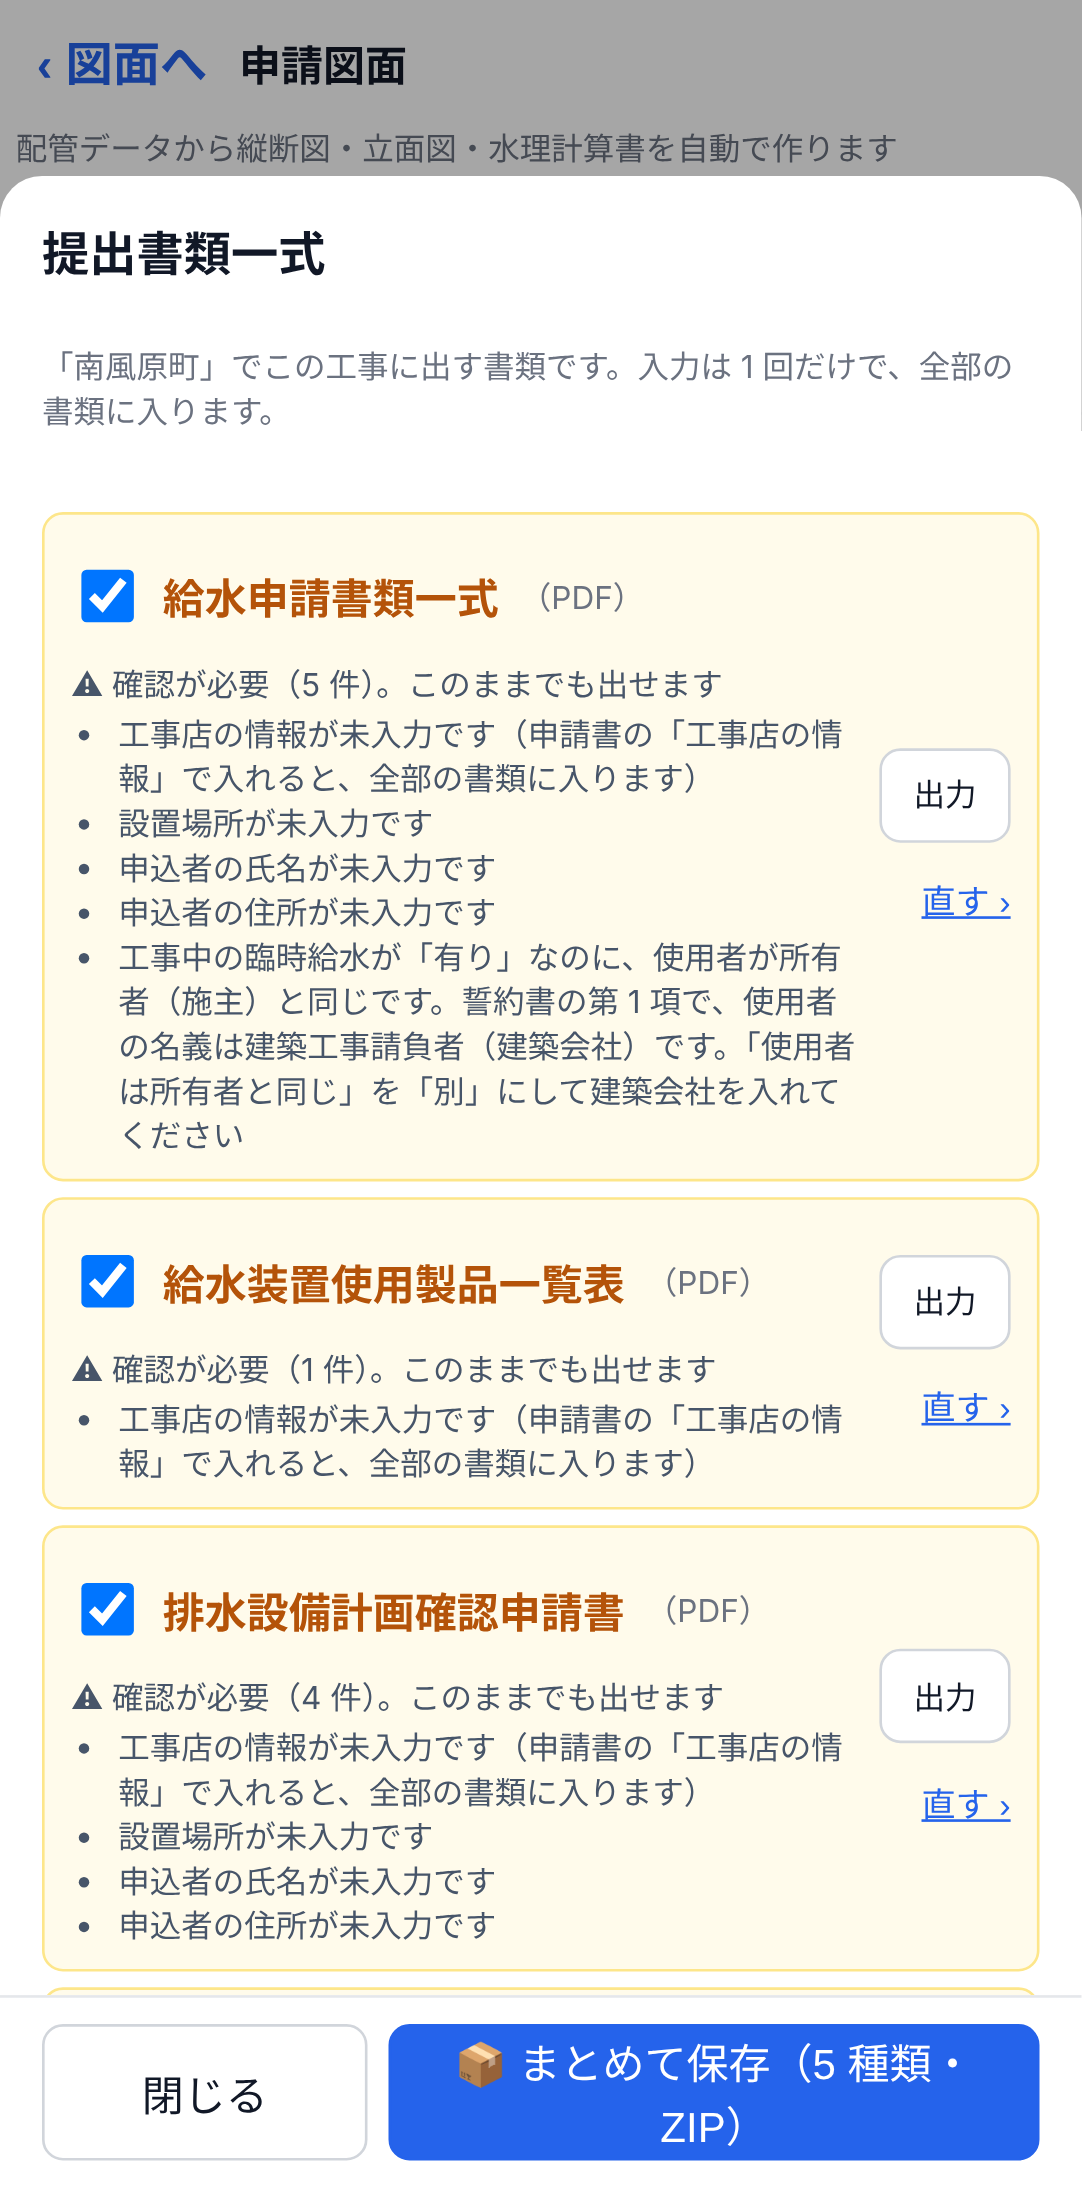 ‹ 図面へ 申請図面
配管データから縦断図・立面図・水理計算書を自動で作ります
提出書類一式
「南風原町」でこの工事に出す書類です。入力は 1 回だけで、全部の
書類に入ります。
給水申請書類一式 （PDF）
⚠ 確認が必要（5 件）。このままでも出せます
• 工事店の情報が未入力です（申請書の「工事店の情
報」で入れると、全部の書類に入ります）
• 設置場所が未入力です
• 申込者の氏名が未入力です
• 申込者の住所が未入力です
• 工事中の臨時給水が「有り」なのに、使用者が所有
者（施主）と同じです。誓約書の第 1 項で、使用者
の名義は建築工事請負者（建築会社）です。「使用者
は所有者と同じ」を「別」にして建築会社を入れて
ください
出力
直す ›
給水装置使用製品一覧表 （PDF）
⚠ 確認が必要（1 件）。このままでも出せます
• 工事店の情報が未入力です（申請書の「工事店の情
報」で入れると、全部の書類に入ります）
出力
直す ›
排水設備計画確認申請書 （PDF）
⚠ 確認が必要（4 件）。このままでも出せます
• 工事店の情報が未入力です（申請書の「工事店の情
報」で入れると、全部の書類に入ります）
• 設置場所が未入力です
• 申込者の氏名が未入力です
• 申込者の住所が未入力です
出力
直す ›
閉じる
📦 まとめて保存（5 種類・
ZIP）